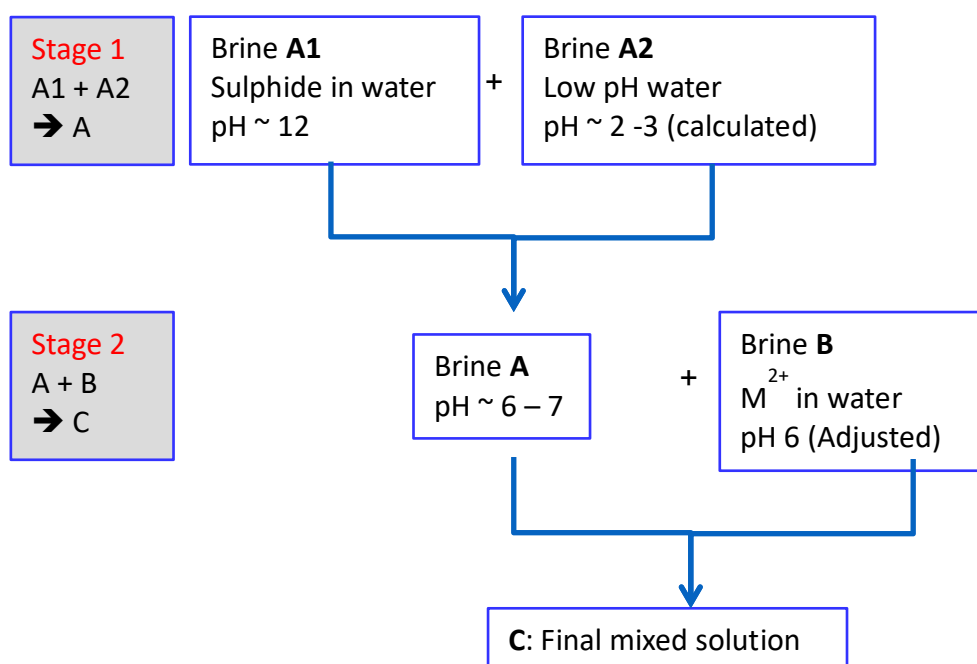 Stage 1
A1 + A2
➔ A
Brine A1
Sulphide in water
pH ~ 12
+
Brine A2
Low pH water
pH ~ 2 -3 (calculated)
Stage 2
A + B
➔ C
Brine A
pH ~ 6 – 7
+
Brine B
M²⁺ in water
pH 6 (Adjusted)
C: Final mixed solution